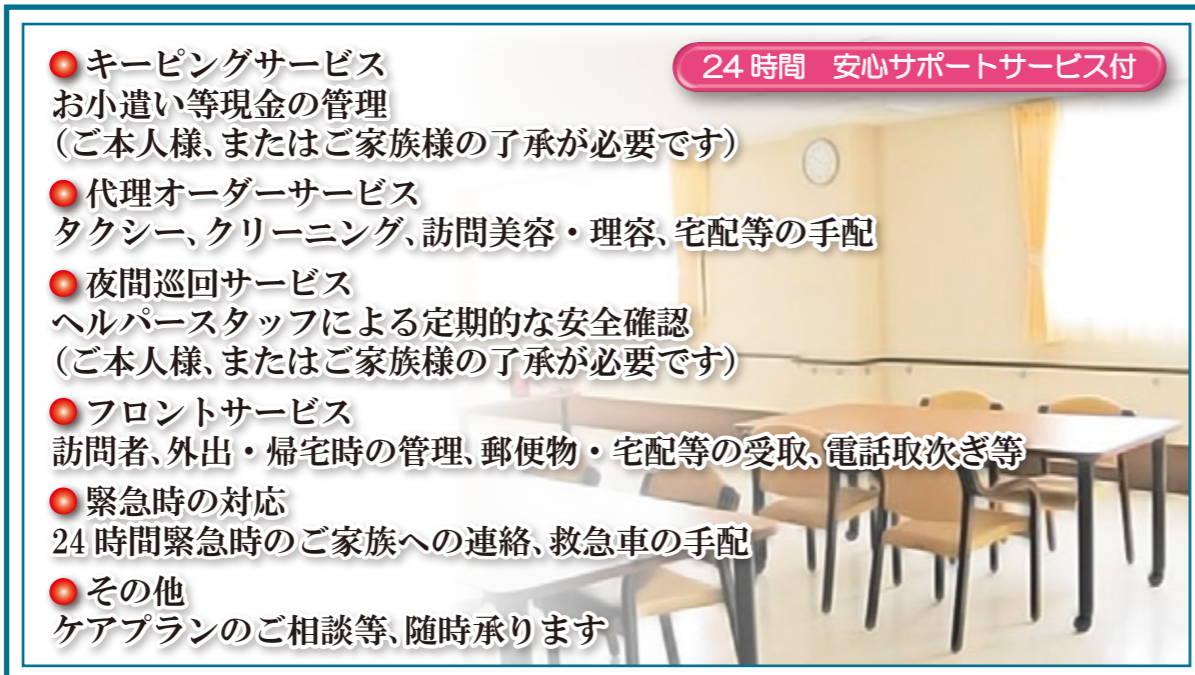 24時間 安心サポートサービス付
● キーピングサービス
お小遣い等現金の管理
（ご本人様、またはご家族様の了承が必要です）
● 代理オーダーサービス
タクシー、クリーニング、訪問美容・理容、宅配等の手配
● 夜間巡回サービス
ヘルパースタッフによる定期的な安全確認
（ご本人様、またはご家族様の了承が必要です）
● フロントサービス
訪問者、外出・帰宅時の管理、郵便物・宅配等の受取、電話取次ぎ等
● 緊急時の対応
24時間緊急時のご家族への連絡、救急車の手配
● その他
ケアプランのご相談等、随時承ります